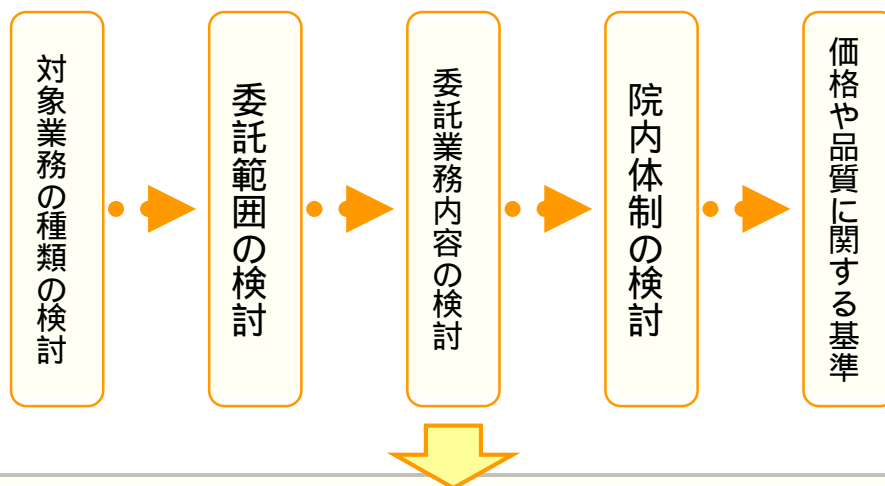 対象業務の種類の検討
委託範囲の検討
委託業務内容の検討
院内体制の検討
価格や品質に関する基準